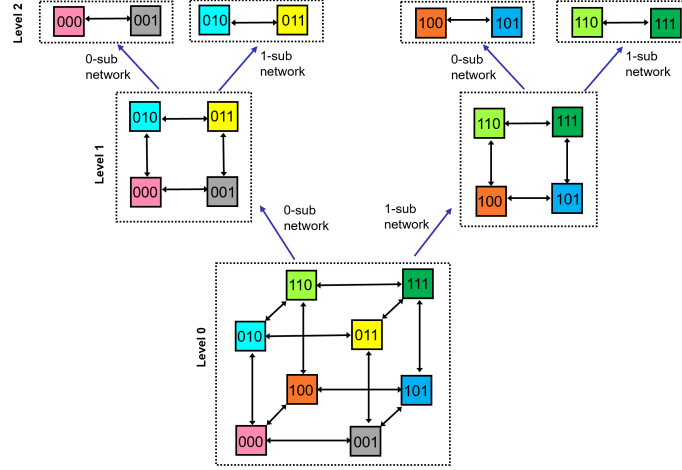 Level 2
000
001
010
011
100
101
110
111
0-sub
network
1-sub
network
0-sub
network
1-sub
network
Level 1
010
011
000
001
110
111
100
101
0-sub
network
1-sub
network
Level 0
110
111
010
011
100
101
000
001